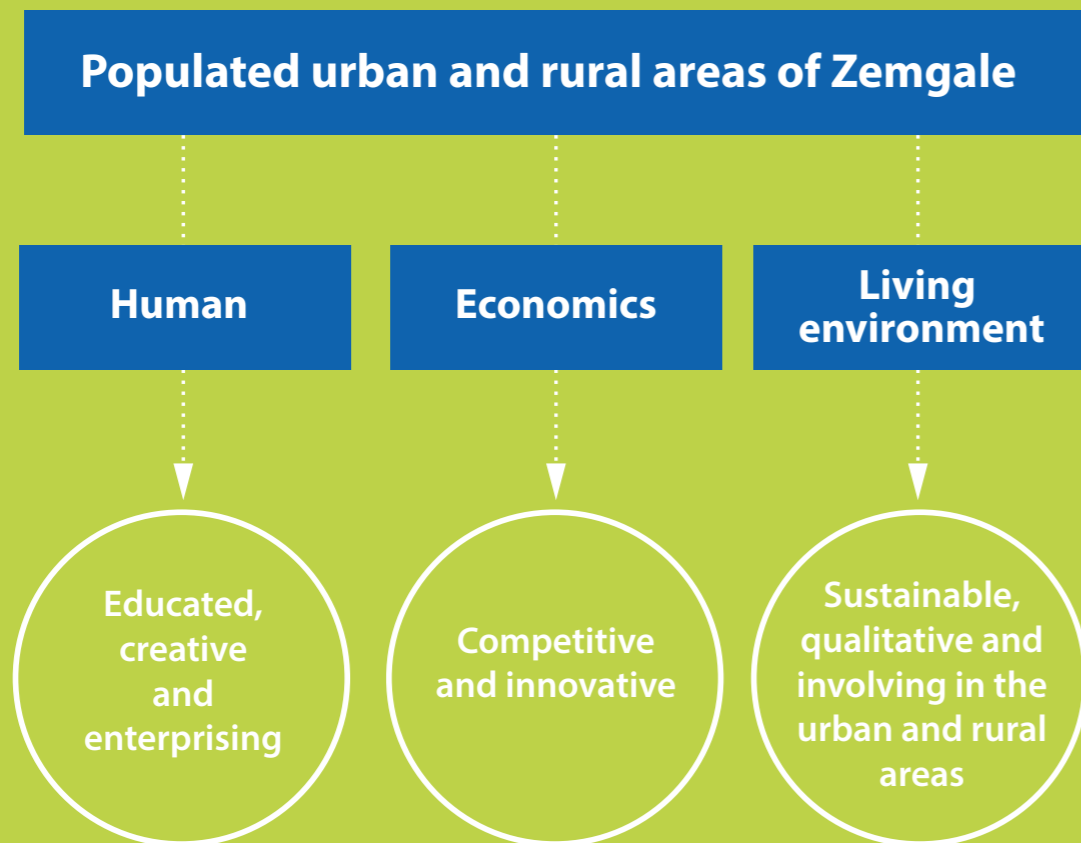 Populated urban and rural areas of Zemgale
Human
Economics
Living
environment
Educated,
creative
and
enterprising
Competitive
and innovative
Sustainable,
qualitative and
involving in the
urban and rural
areas